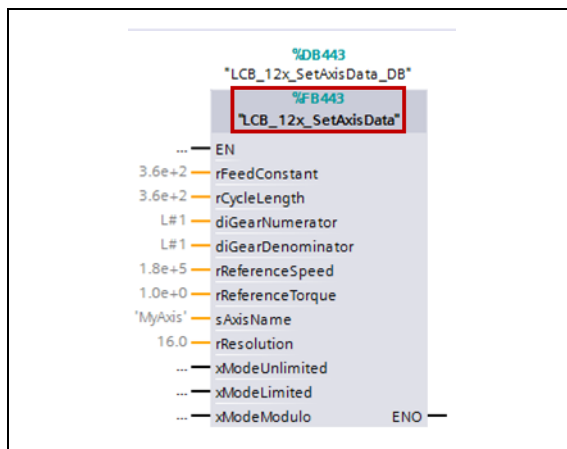 %DB443
"LCB_12x_SetAxisData_DB"
%FB443
"LCB_12x_SetAxisData"
... EN
3.6e+2 rFeedConstant
3.6e+2 rCycleLength
L#1 diGearNumerator
L#1 diGearDenominator
1.8e+5 rReferenceSpeed
1.0e+0 rReferenceTorque
'MyAxis' sAxisName
16.0 rResolution
... xModeUnlimited
... xModeLimited
... xModeModulo ENO